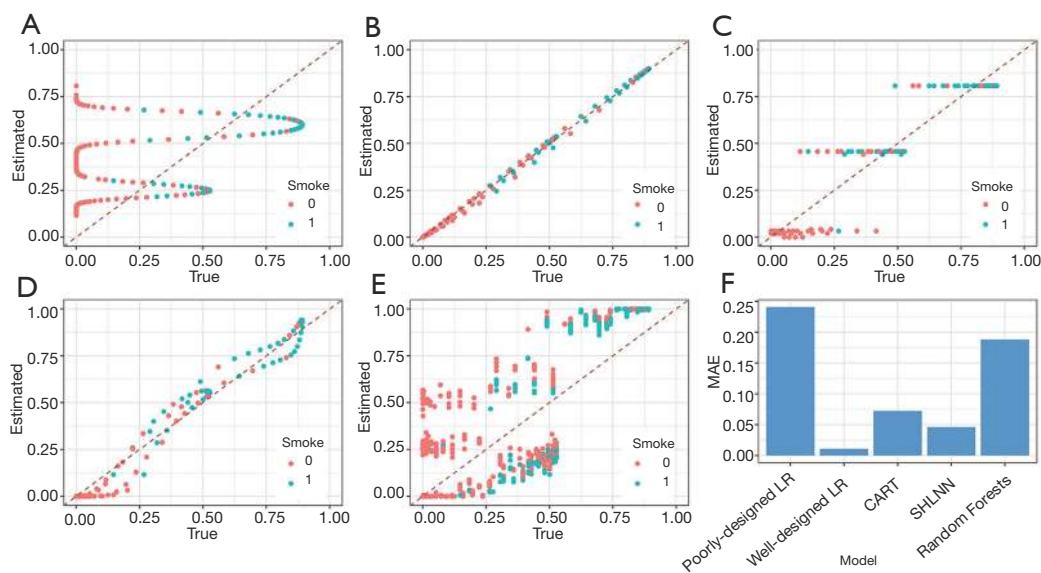 A
1.00
0.75
0.50
0.25
0.00
Estimated
Smoke
0
1
0.00 0.25 0.50 0.75 1.00
True
B
1.00
0.75
0.50
0.25
0.00
Estimated
Smoke
0
1
0.00 0.25 0.50 0.75 1.00
True
C
1.00
0.75
0.50
0.25
0.00
Estimated
Smoke
0
1
0.00 0.25 0.50 0.75 1.00
True
D
1.00
0.75
0.50
0.25
0.00
Estimated
Smoke
0
1
0.00 0.25 0.50 0.75 1.00
True
E
1.00
0.75
0.50
0.25
0.00
Estimated
Smoke
0
1
0.00 0.25 0.50 0.75 1.00
True
F
0.25
0.20
0.15
0.10
0.05
0.00
MAE
Poorly-designed LR
Well-designed LR
CART
SHLNN
Random Forests
Model